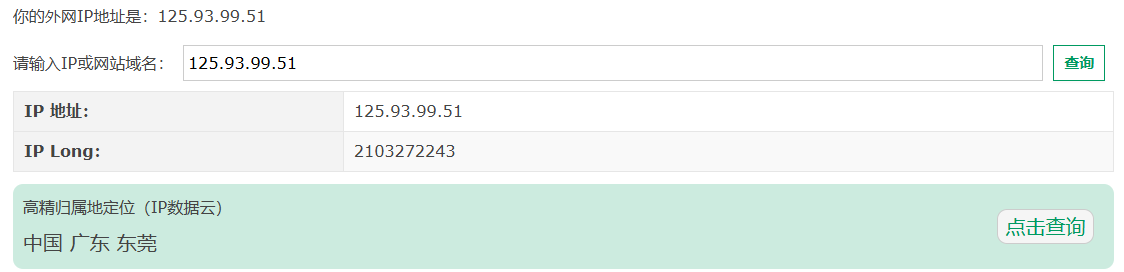 你的外网IP地址是：125.93.99.51
请输入IP或网站域名： 125.93.99.51 查询
IP 地址: 125.93.99.51
IP Long: 2103272243
高精归属地定位（IP数据云）
中国 广东 东莞 点击查询